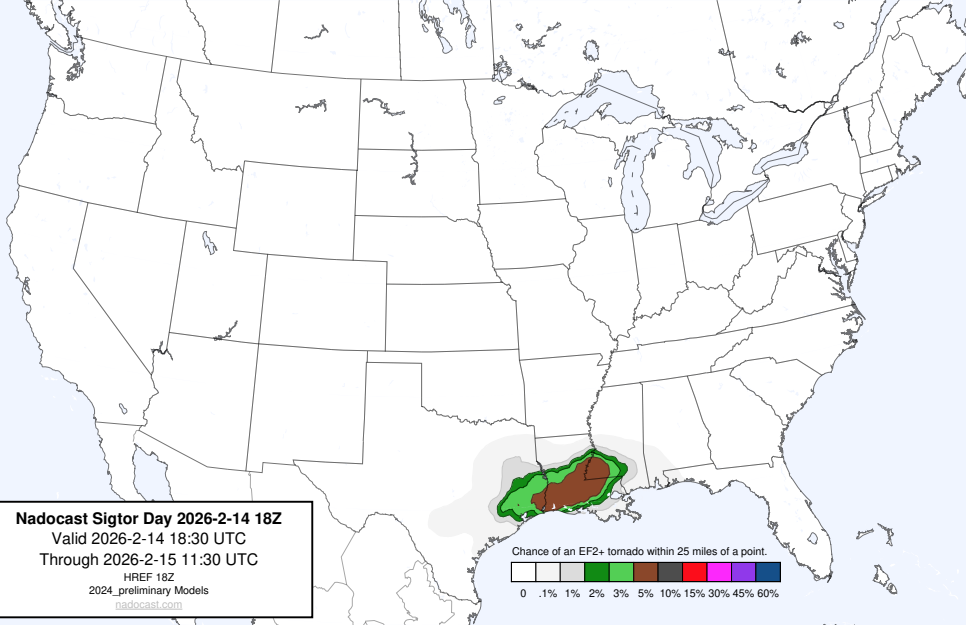 Nadocast Sigtor Day 2026-2-14 18Z
Valid 2026-2-14 18:30 UTC
Through 2026-2-15 11:30 UTC
HREF 18Z
2024_preliminary Models
nadocast.com
Chance of an EF2+ tornado within 25 miles of a point.
0 .1% 1% 2% 3% 5% 10% 15% 30% 45% 60%